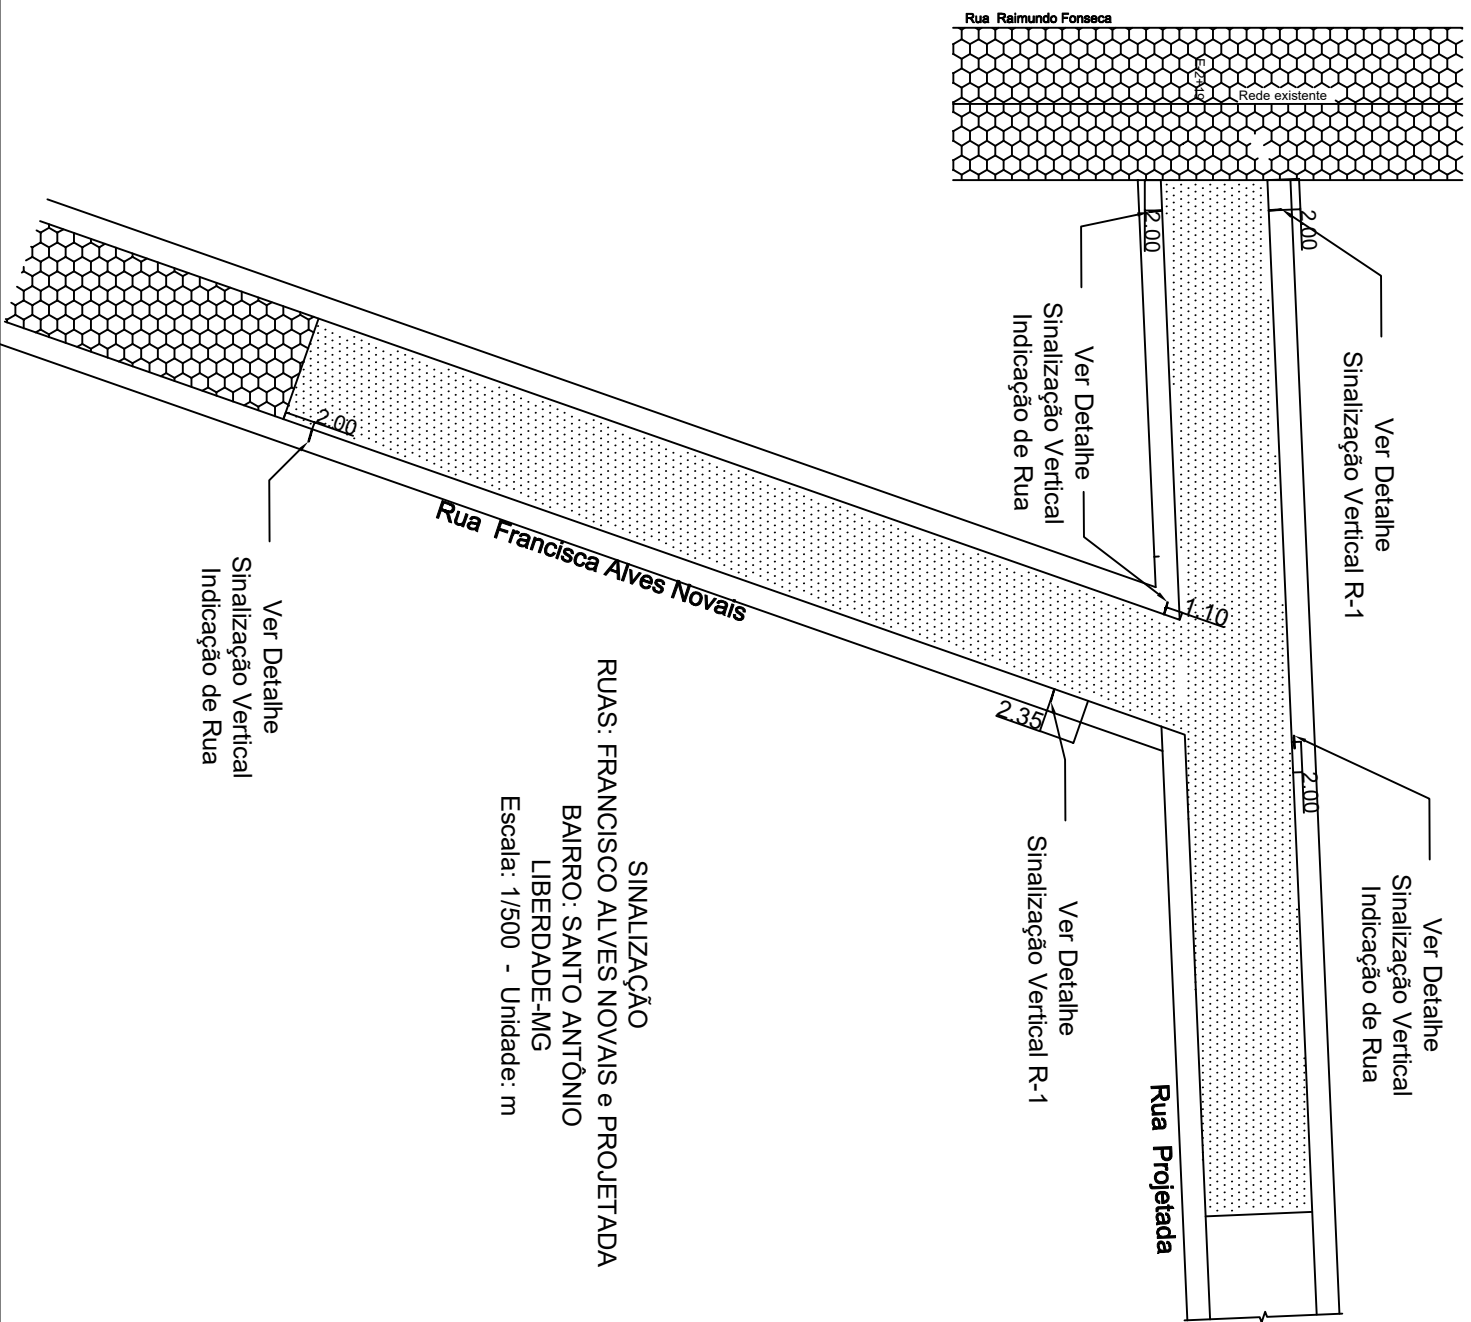 Rua Raimundo Fonseca
Rede existente
2.00
2.00
Ver Detalhe
Sinalização Vertical R-1
Ver Detalhe
Sinalização Vertical
Indicação de Rua
1.10
2.00
Rua Francisca Alves Novais
Ver Detalhe
Sinalização Vertical
Indicação de Rua
2.35
Ver Detalhe
Sinalização Vertical R-1
2.00
Ver Detalhe
Sinalização Vertical
Indicação de Rua
Rua Projetada
SINALIZAÇÃO
RUAS: FRANCISCO ALVES NOVAIS e PROJETADA
BAIRRO: SANTO ANTÔNIO
LIBERDADE-MG
Escala: 1/500 - Unidade: m